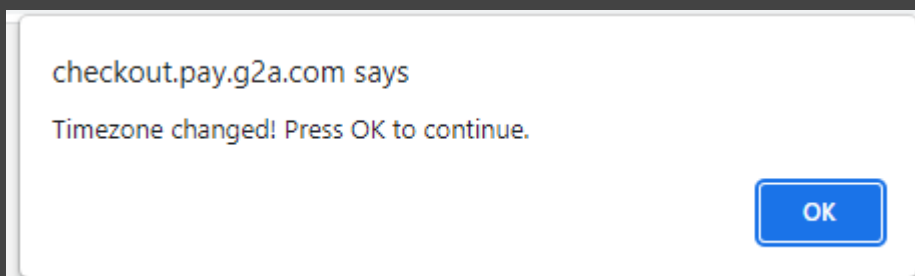 checkout.pay.g2a.com says
Timezone changed! Press OK to continue.
OK